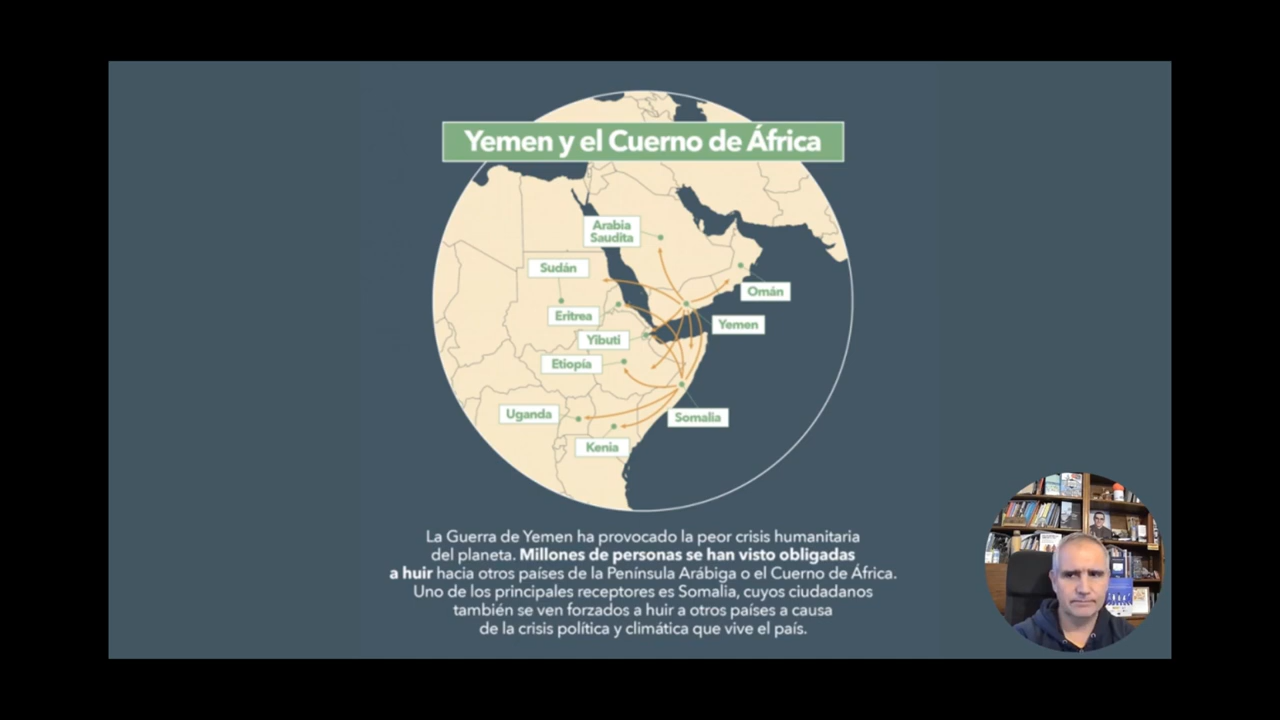 Yemen y el Cuerno de África
Arabia
Saudita
Sudán
Omán
Eritrea
Yemen
Yibuti
Etiopía
Uganda
Somalia
Kenia
La Guerra de Yemen ha provocado la peor crisis humanitaria
del planeta. Millones de personas se han visto obligadas
a huir hacia otros países de la Península Arábiga o el Cuerno de África.
Uno de los principales receptores es Somalia, cuyos ciudadanos
también se ven forzados a huir a otros países a causa
de la crisis política y climática que vive el país.